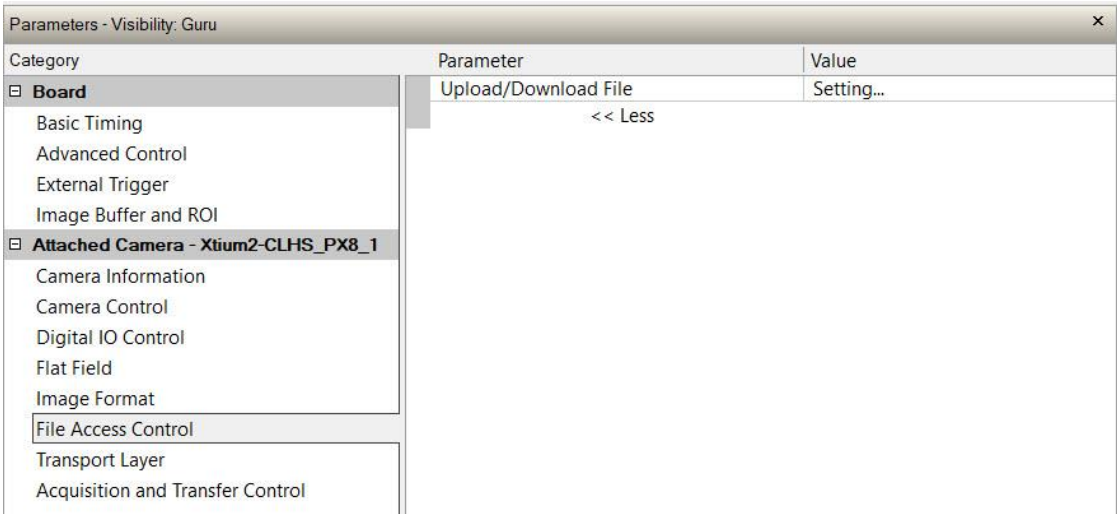 Parameters - Visibility: Guru ×
Category Parameter Value
Board Upload/Download File Setting...
Basic Timing << Less
Advanced Control
External Trigger
Image Buffer and ROI
Attached Camera - Xtium2-CLHS_PX8_1
Camera Information
Camera Control
Digital IO Control
Flat Field
Image Format
File Access Control
Transport Layer
Acquisition and Transfer Control